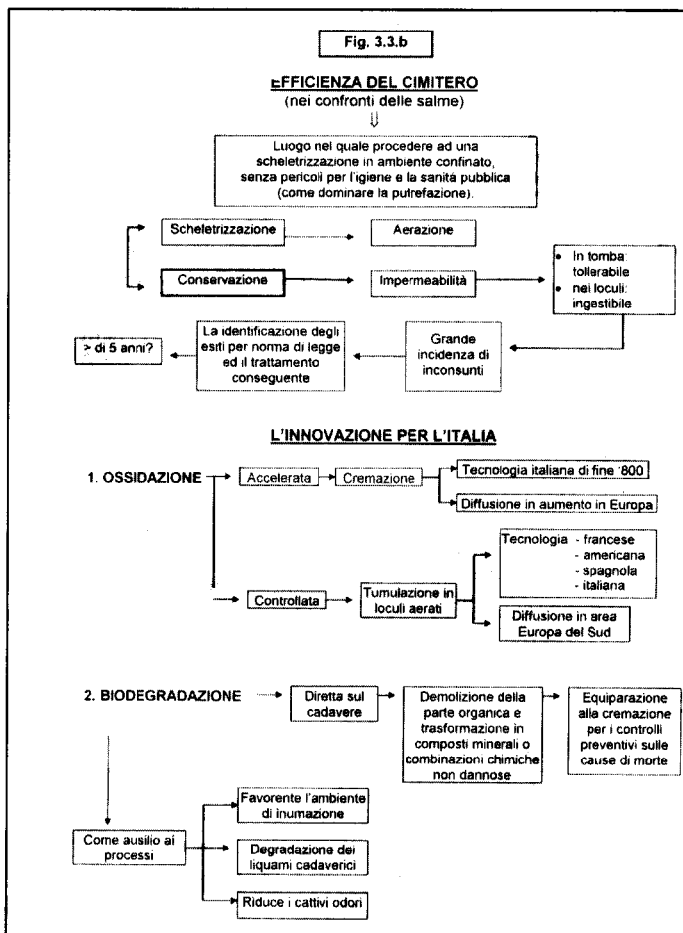 Fig. 3.3.b
EFFICIENZA DEL CIMITERO
(nei confronti delle salme)
Luogo nel quale procedere ad una
scheletrizzazione in ambiente confinato,
senza pericoli per l'igiene e la sanità pubblica
(come dominare la putrefazione).
Scheletrizzazione
Aerazione
Conservazione
Impermeabilità
• In tomba:
tollerabile
• nei loculi:
ingestibile
> di 5 anni?
La identificazione degli
esiti per norma di legge
ed il trattamento
conseguente
Grande
incidenza di
inconsunti
L'INNOVAZIONE PER L'ITALIA
1. OSSIDAZIONE
Accelerata
Cremazione
Tecnologia italiana di fine '800
Diffusione in aumento in Europa
Controllata
Tumulazione in
loculi aerati
Tecnologia - francese
- americana
- spagnola
- italiana
Diffusione in area
Europa del Sud
2. BIODEGRADAZIONE
Diretta sul
cadavere
Demolizione della
parte organica e
trasformazione in
composti minerali o
combinazioni chimiche
non dannose
Equiparazione
alla cremazione
per i controlli
preventivi sulle
cause di morte
Come ausilio ai
processi
Favorente l'ambiente
di inumazione
Degradazione dei
liquami cadaverici
Riduce i cattivi odori